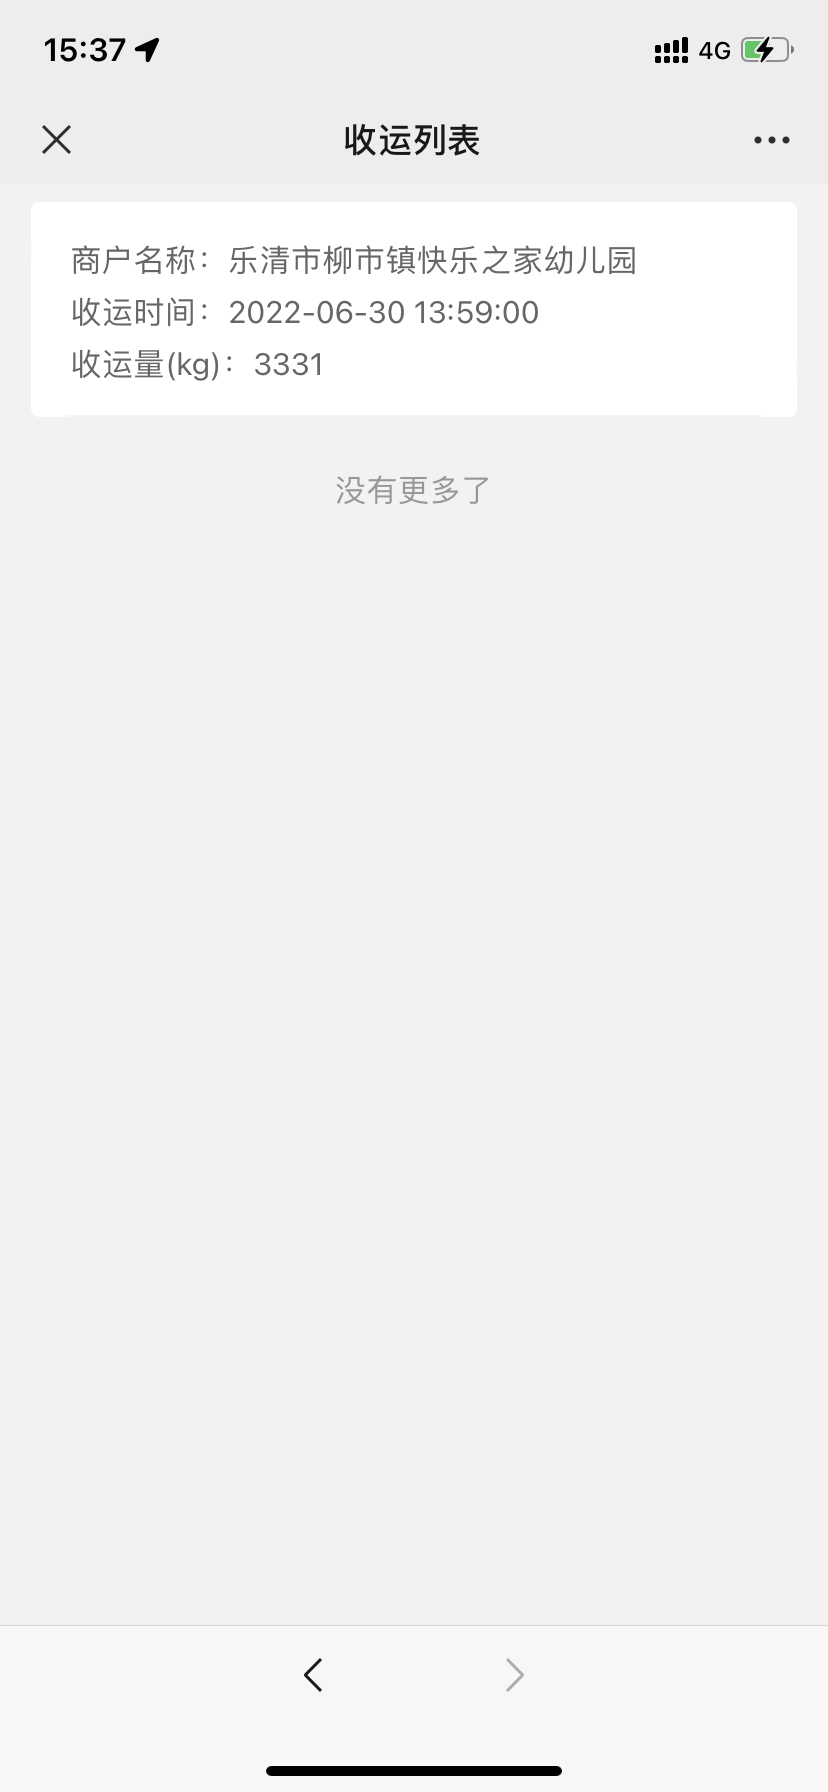 15:37
4G
收运列表
商户名称：乐清市柳市镇快乐之家幼儿园
收运时间：2022-06-30 13:59:00
收运量(kg)：3331
没有更多了